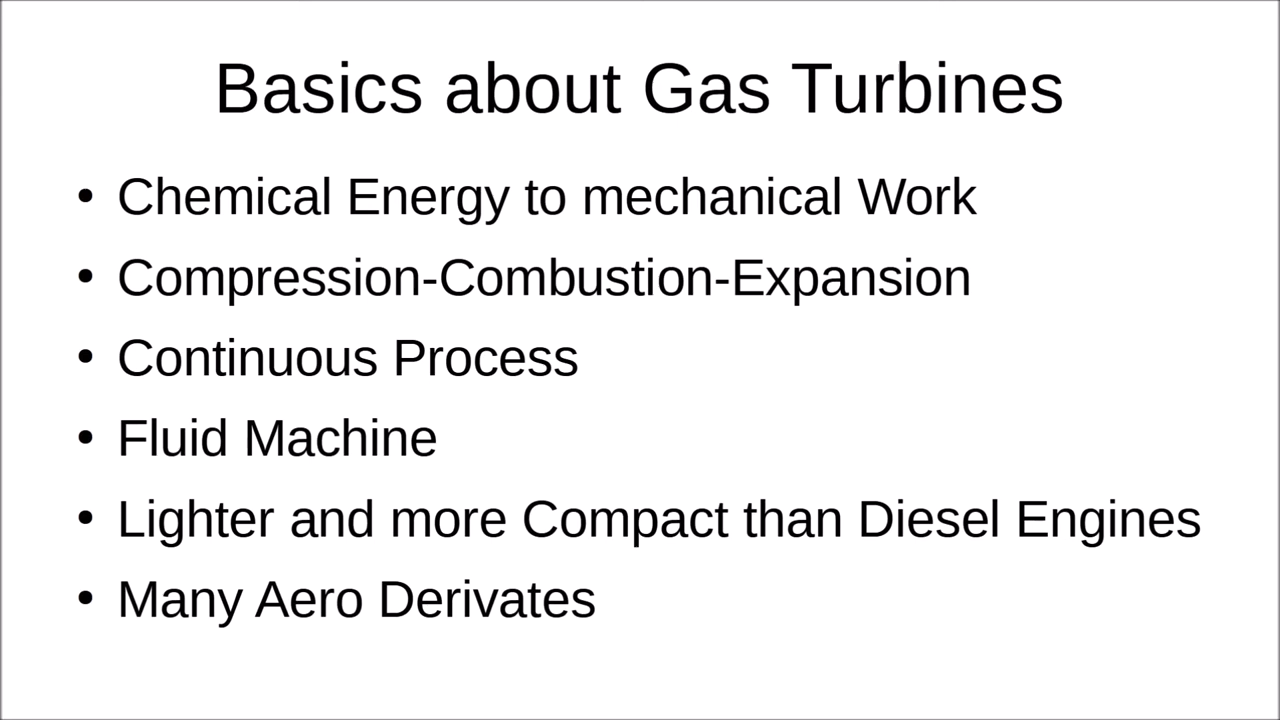 Basics about Gas Turbines
• Chemical Energy to mechanical Work
• Compression-Combustion-Expansion
• Continuous Process
• Fluid Machine
• Lighter and more Compact than Diesel Engines
• Many Aero Derivates